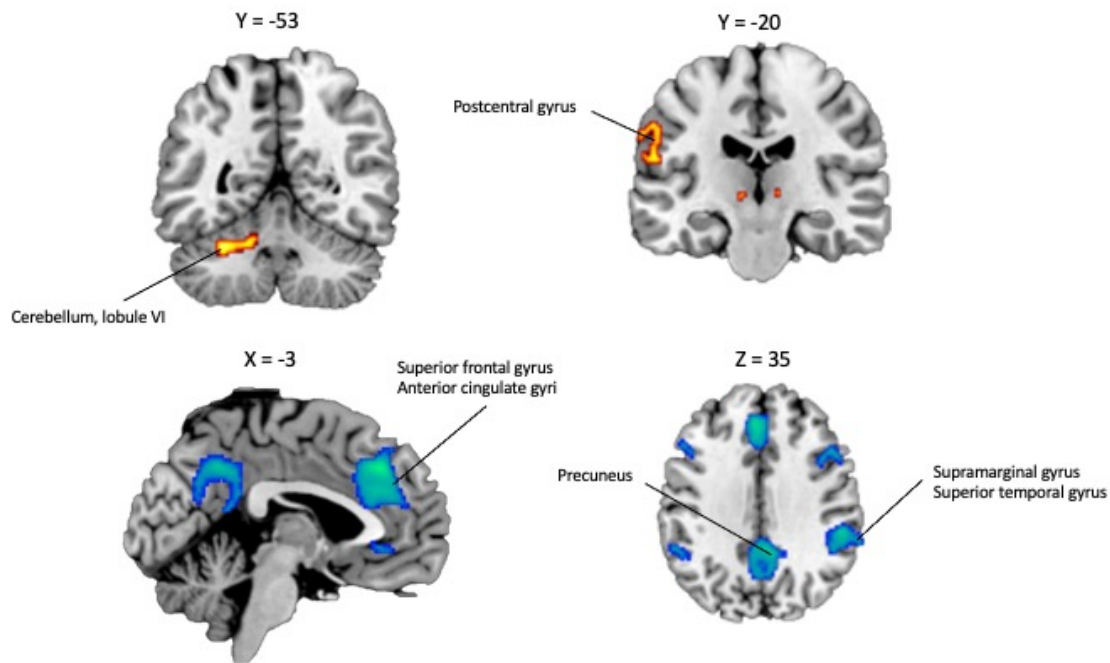 Y = -53
Y = -20
Postcentral gyrus
Cerebellum, lobule VI
X = -3
Z = 35
Superior frontal gyrus
Anterior cingulate gyri
Precuneus
Supramarginal gyrus
Superior temporal gyrus